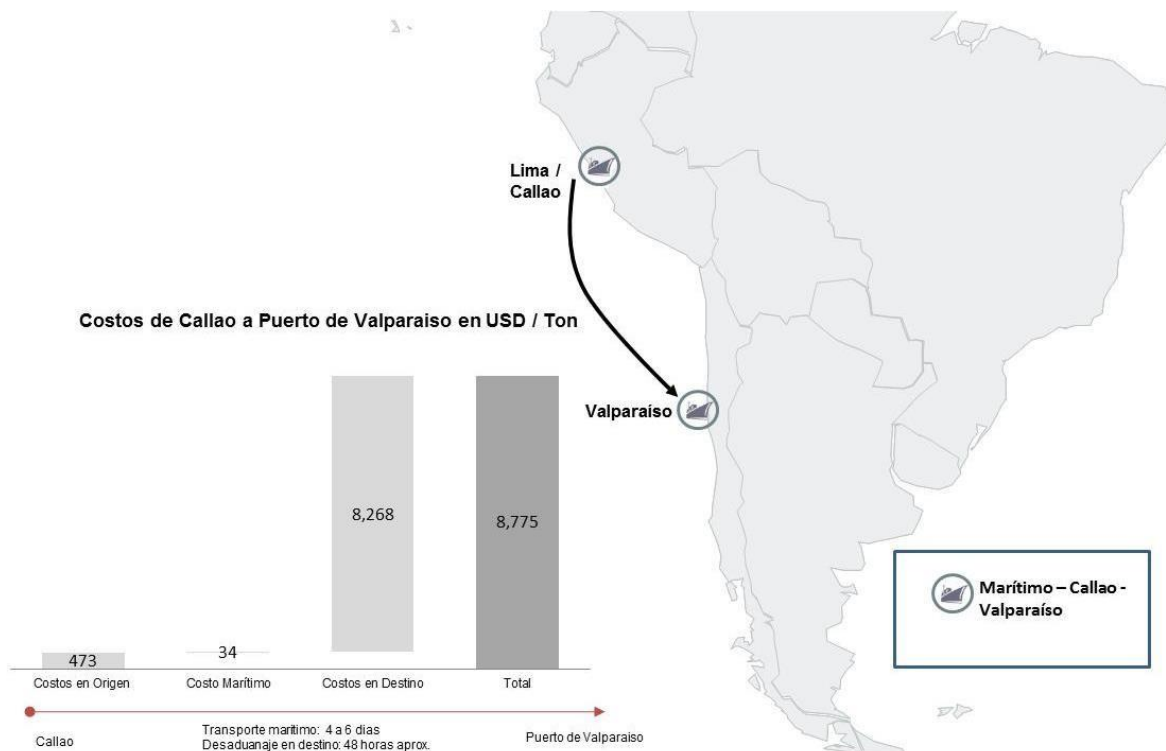 Lima /
Callao
Costos de Callao a Puerto de Valparaiso en USD / Ton
Valparaíso
8,268
8,775
473
34
Costos en Origen
Costo Marítimo
Costos en Destino
Total
Marítimo – Callao -
Valparaíso
Callao
Transporte marítimo: 4 a 6 dias
Desaduanaje en destino: 48 horas aprox.
Puerto de Valparaiso